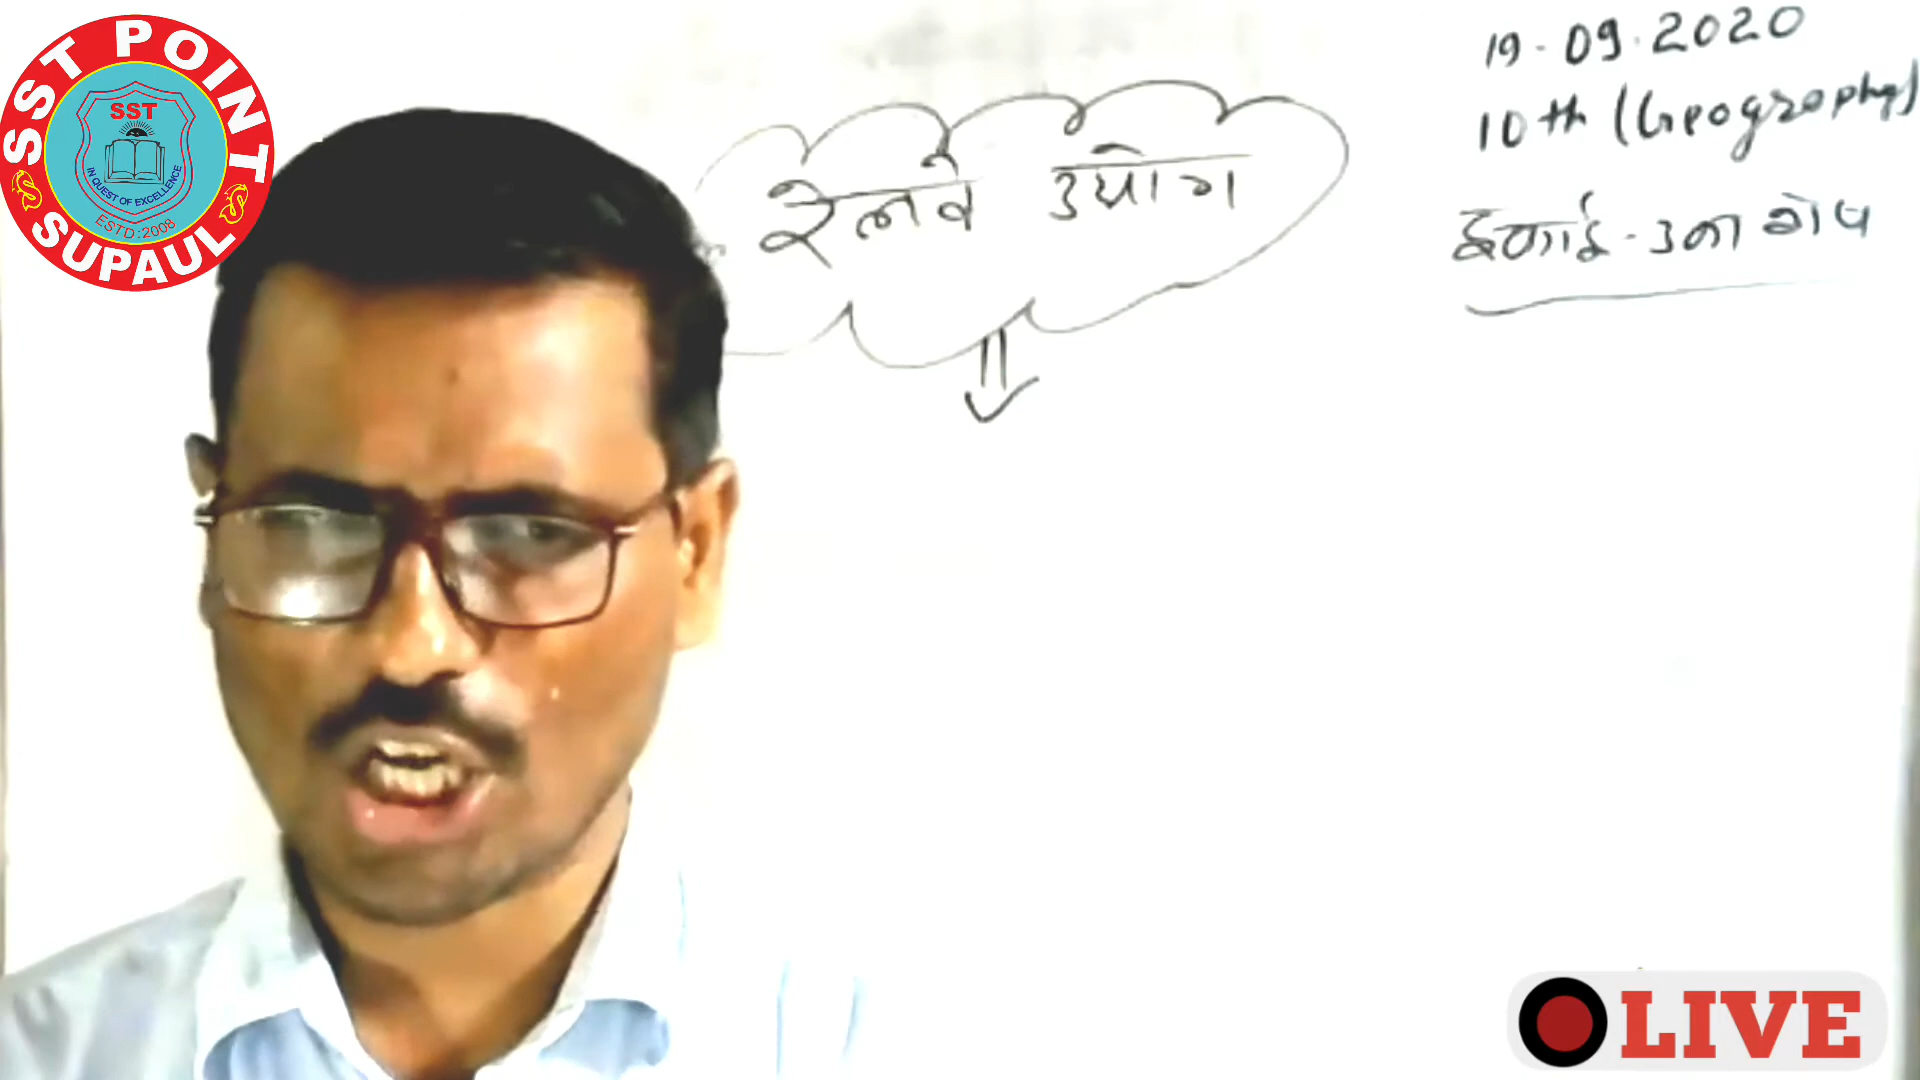 SST POINT
SST
IN QUEST OF EXCELLENCE
ESTD:2008
SUPAUL
19-09-2020
10th (Geography)
इकाई-3 का शेष
रेलवे उद्योग
LIVE